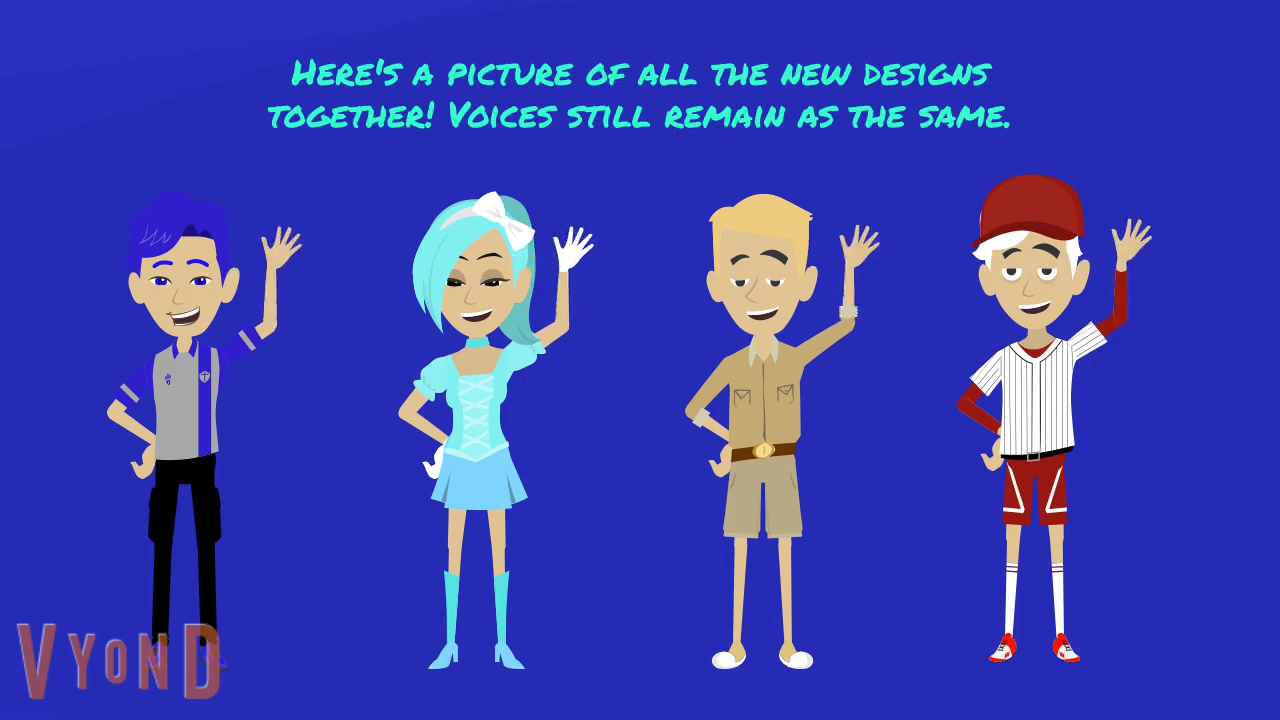 Here's a picture of all the new designs
together! Voices still remain as the same.
Vyond